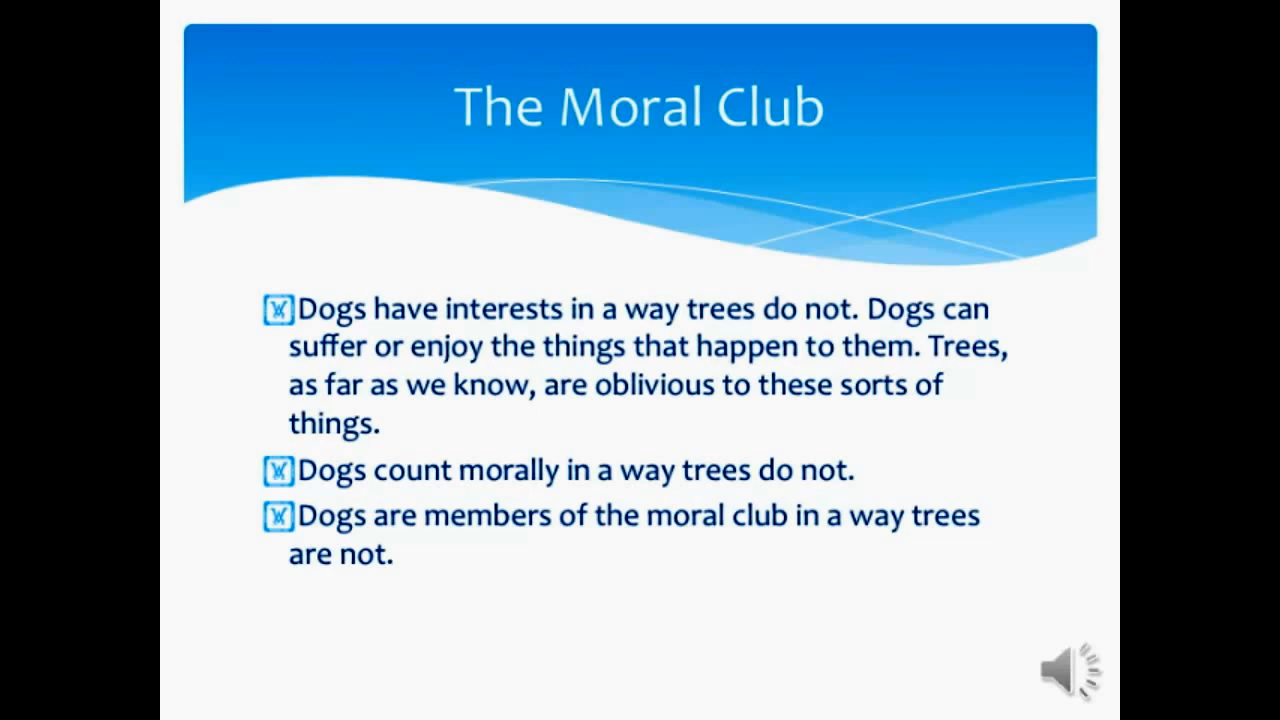 The Moral Club
Dogs have interests in a way trees do not. Dogs can
suffer or enjoy the things that happen to them. Trees,
as far as we know, are oblivious to these sorts of
things.
Dogs count morally in a way trees do not.
Dogs are members of the moral club in a way trees
are not.